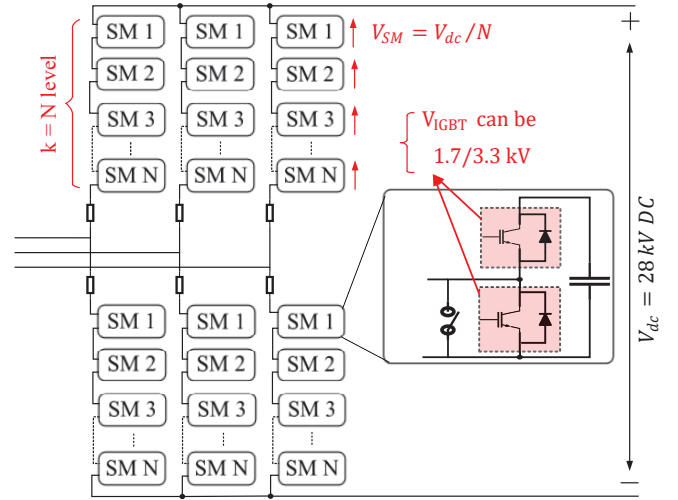 +
SM 1 SM 1 SM 1 V_SM = V_dc/N
SM 2 SM 2 SM 2
SM 3 SM 3 SM 3
SM N SM N SM N
k = N level
V_IGBT can be
1.7/3.3 kV
V_dc = 28 kV DC
SM 1 SM 1 SM 1
SM 2 SM 2 SM 2
SM 3 SM 3 SM 3
SM N SM N SM N
−